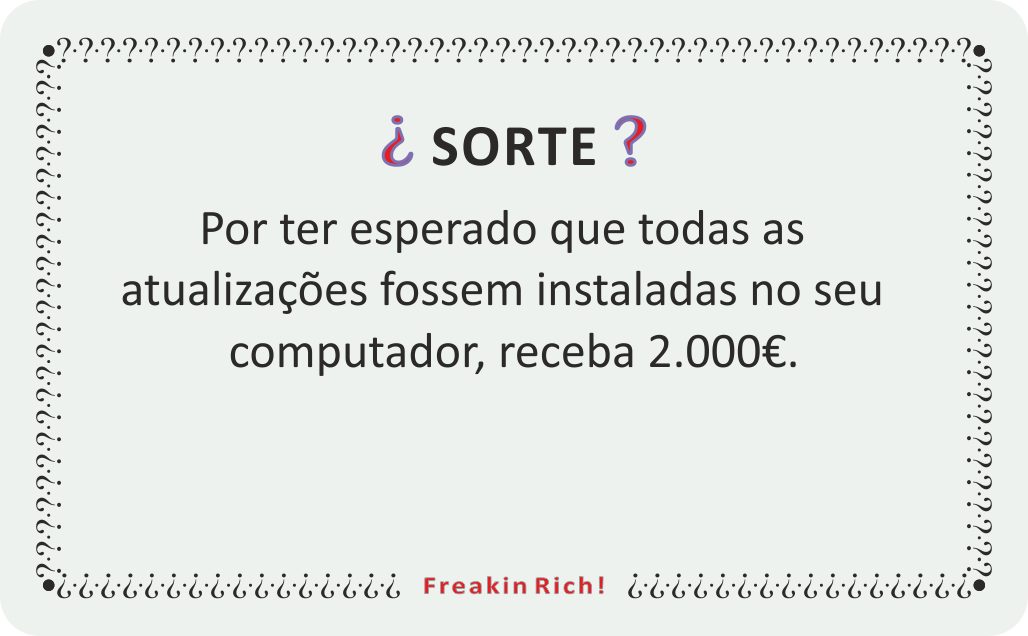 ¿ SORTE ?
Por ter esperado que todas as
atualizações fossem instaladas no seu
computador, receba 2.000€.
Freakin Rich!